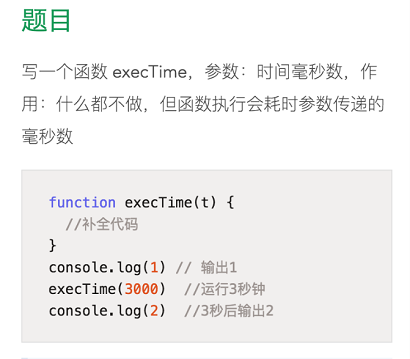 题目
写一个函数 execTime，参数：时间毫秒数，作
用：什么都不做，但函数执行会耗时参数传递的
毫秒数
function execTime(t) {
  //补全代码
}
console.log(1) // 输出1
execTime(3000)  //运行3秒钟
console.log(2)  //3秒后输出2